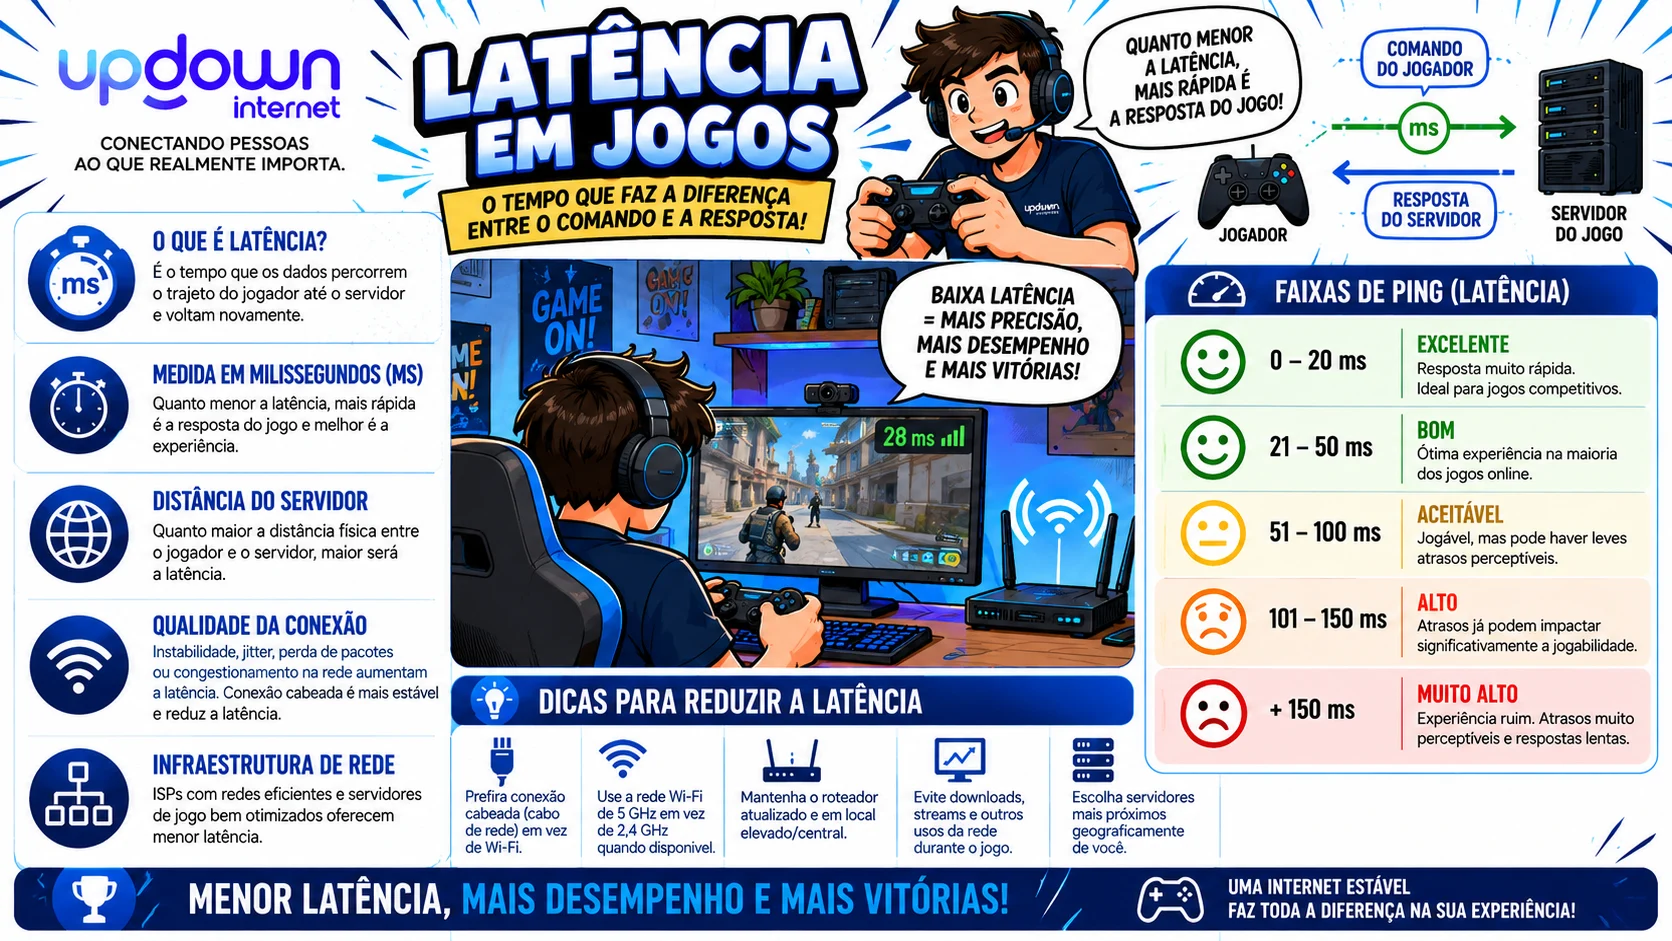 updown
internet
CONECTANDO PESSOAS
AO QUE REALMENTE IMPORTA.
LATÊNCIA
EM JOGOS
O TEMPO QUE FAZ A DIFERENÇA
ENTRE O COMANDO E A RESPOSTA!
QUANTO MENOR
A LATÊNCIA,
MAIS RÁPIDA É
A RESPOSTA DO JOGO!
updown
COMANDO
DO JOGADOR
ms
RESPOSTA
DO SERVIDOR
JOGADOR
SERVIDOR
DO JOGO
ms
O QUE É LATÊNCIA?
É o tempo que os dados percorrem
o trajeto do jogador até o servidor
e voltam novamente.
MEDIDA EM MILISSEGUNDOS (MS)
Quanto menor a latência, mais rápida
é a resposta do jogo e melhor é a
experiência.
DISTÂNCIA DO SERVIDOR
Quanto maior a distância física entre
o jogador e o servidor, maior será
a latência.
QUALIDADE DA CONEXÃO
Instabilidade, jitter, perda de pacotes
ou congestionamento na rede aumentam
a latência. Conexão cabeada é mais estável
e reduz a latência.
INFRAESTRUTURA DE REDE
ISPs com redes eficientes e servidores
de jogo bem otimizados oferecem
menor latência.
GAME
ON!
GAME
ON!
ME
N!
BAIXA LATÊNCIA
= MAIS PRECISÃO,
MAIS DESEMPENHO
E MAIS VITÓRIAS!
28 ms
FAIXAS DE PING (LATÊNCIA)
0 – 20 ms
EXCELENTE
Resposta muito rápida.
Ideal para jogos competitivos.
21 – 50 ms
BOM
Ótima experiência na maioria
dos jogos online.
51 – 100 ms
ACEITÁVEL
Jogável, mas pode haver leves
atrasos perceptíveis.
101 – 150 ms
ALTO
Atrasos já podem impactar
significativamente a jogabilidade.
+ 150 ms
MUITO ALTO
Experiência ruim. Atrasos muito
perceptíveis e respostas lentas.
DICAS PARA REDUZIR A LATÊNCIA
Prefira conexão
cabeada (cabo
de rede) em vez
de Wi-Fi.
Use a rede Wi-Fi
de 5 GHz em vez
de 2,4 GHz
quando disponivel.
Mantenha o roteador
atualizado e em local
elevado/central.
Evite downloads,
streams e outros
usos da rede
durante o jogo.
Escolha servidores
mais próximos
geograficamente
de você.
MENOR LATÊNCIA, MAIS DESEMPENHO E MAIS VITÓRIAS!
UMA INTERNET ESTÁVEL
FAZ TODA A DIFERENÇA NA SUA EXPERIÊNCIA!